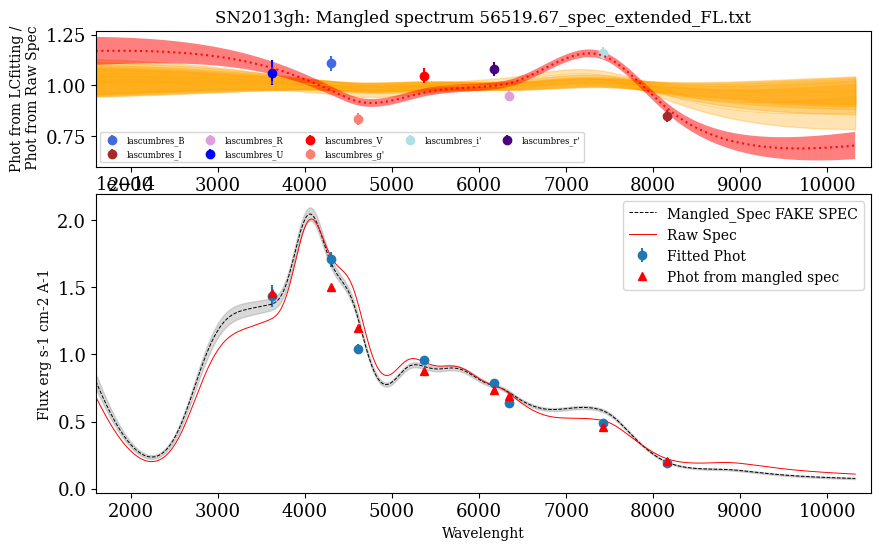 SN2013gh: Mangled spectrum 56519.67_spec_extended_FL.txt
Phot from LCfitting /
Phot from Raw Spec
1.25
1.00
0.75
lascumbres_B
lascumbres_R
lascumbres_V
lascumbres_i'
lascumbres_r'
lascumbres_I
lascumbres_U
lascumbres_g'
3000 4000 5000 6000 7000 8000 9000 10000
Flux erg s-1 cm-2 A-1
2.0
1.5
1.0
0.5
0.0
Mangled_Spec FAKE SPEC
Raw Spec
Fitted Phot
Phot from mangled spec
2000 3000 4000 5000 6000 7000 8000 9000 10000
Wavelenght